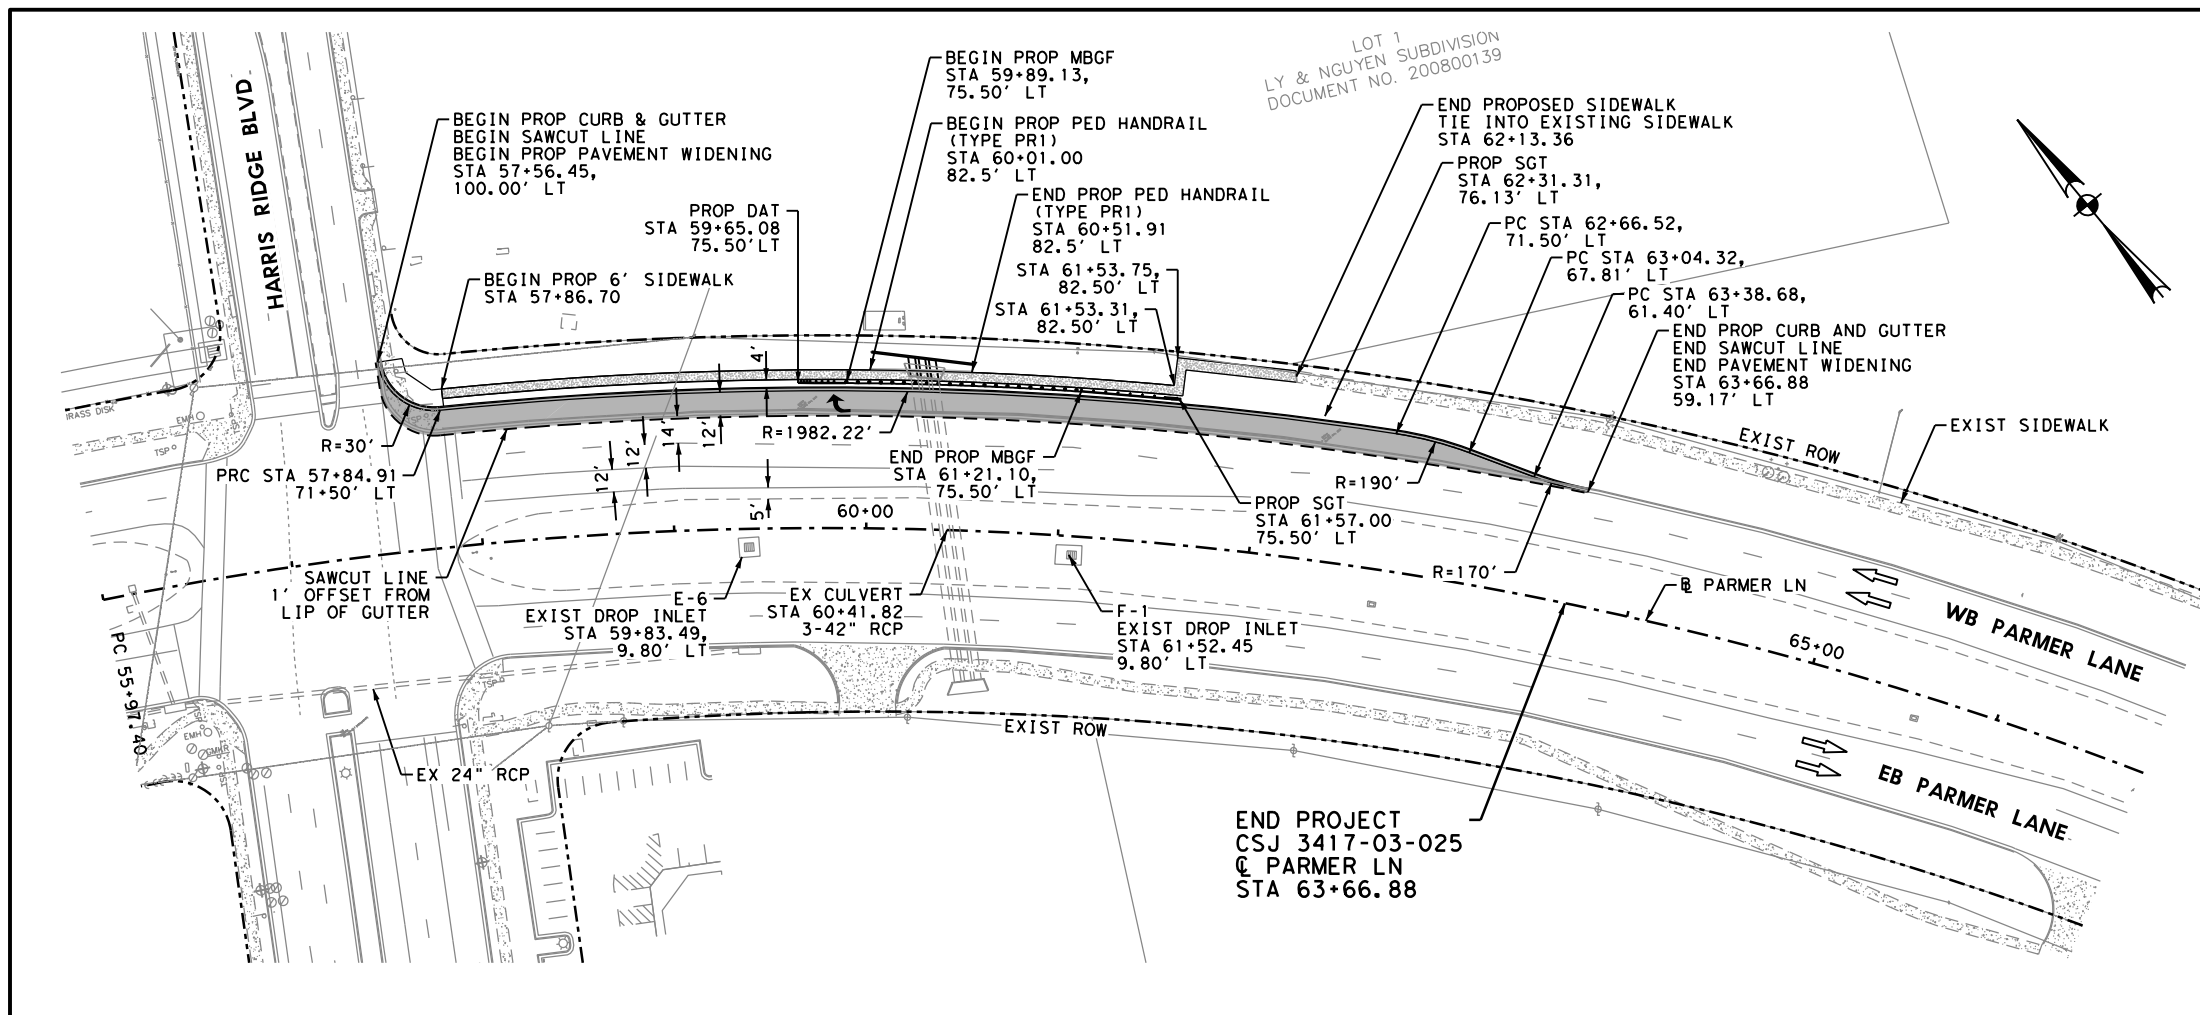 LOT 1
LY & NGUYEN SUBDIVISION
DOCUMENT NO. 200800139
BEGIN PROP MBGF
STA 59+89.13,
75.50' LT
BEGIN PROP PED HANDRAIL
(TYPE PR1)
STA 60+01.00
82.5' LT
END PROP PED HANDRAIL
(TYPE PR1)
STA 60+51.91
82.5' LT
STA 61+53.75,
82.50' LT
STA 61+53.31,
82.50' LT
HARRIS RIDGE BLVD
BEGIN PROP CURB & GUTTER
BEGIN SAWCUT LINE
BEGIN PROP PAVEMENT WIDENING
STA 57+56.45,
100.00' LT
PROP DAT
STA 59+65.08
75.50'LT
BEGIN PROP 6' SIDEWALK
STA 57+86.70
END PROPOSED SIDEWALK
TIE INTO EXISTING SIDEWALK
STA 62+13.36
PROP SGT
STA 62+31.31,
76.13' LT
PC STA 62+66.52,
71.50' LT
PC STA 63+04.32,
67.81' LT
PC STA 63+38.68,
61.40' LT
END PROP CURB AND GUTTER
END SAWCUT LINE
END PAVEMENT WIDENING
STA 63+66.88
59.17' LT
EXIST SIDEWALK
EXIST ROW
4'
R=30'
PRC STA 57+84.91
71+50' LT
12'
12'
14'
12'
5'
R=1982.22'
60+00
END PROP MBGF
STA 61+21.10,
75.50' LT
R=190'
PROP SGT
STA 61+57.00
75.50' LT
R=170'
BRASS DISK
EMH
TSP
TSP
TSP
SAWCUT LINE
1' OFFSET FROM
LIP OF GUTTER
E-6
EXIST DROP INLET
STA 59+83.49,
9.80' LT
EX CULVERT
STA 60+41.82
3-42" RCP
F-1
EXIST DROP INLET
STA 61+52.45
9.80' LT
℄ PARMER LN
65+00
WB PARMER LANE
EB PARMER LANE
PC 55+97.40
EMH
CMKR
EX 24" RCP
EXIST ROW
END PROJECT
CSJ 3417-03-025
℄ PARMER LN
STA 63+66.88